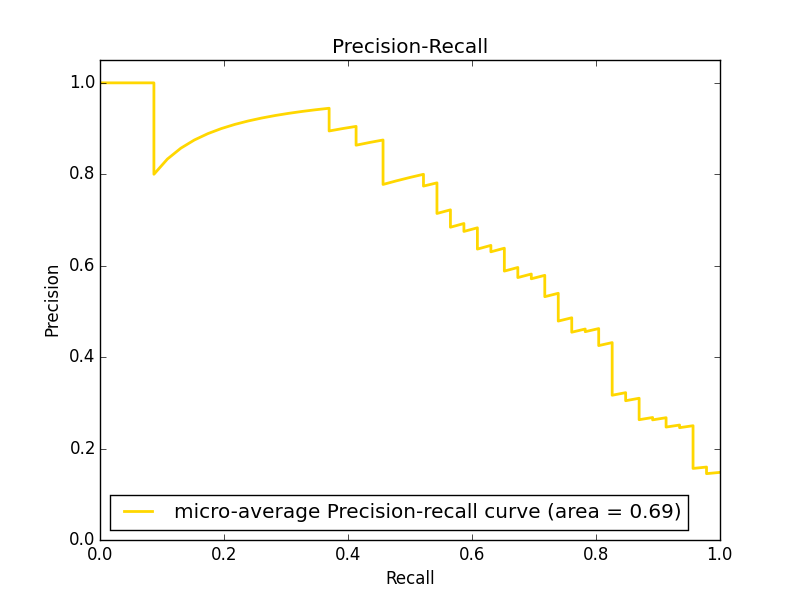 Precision-Recall
1.0
0.8
0.6
0.4
0.2
0.0
Precision
micro-average Precision-recall curve (area = 0.69)
0.0 0.2 0.4 0.6 0.8 1.0
Recall